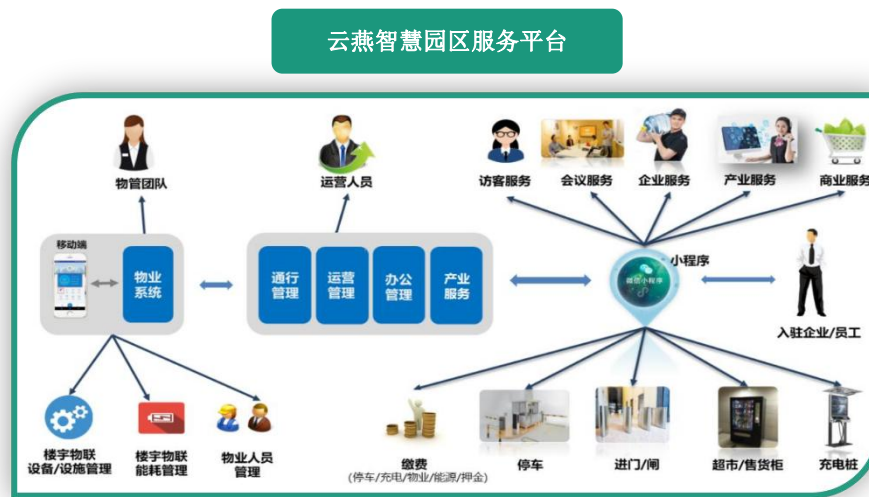 云燕智慧园区服务平台
物管团队
运营人员
访客服务
会议服务
企业服务
产业服务
商业服务
移动端
物业
系统
通行
管理
运营
管理
办公
管理
产业
服务
小程序
微信小程序
入驻企业/员工
楼宇物联
设备/设施管理
楼宇物联
能耗管理
物业人员
管理
缴费
(停车/充电/物业/能源/押金)
停车
进门/闸
超市/售货柜
充电桩